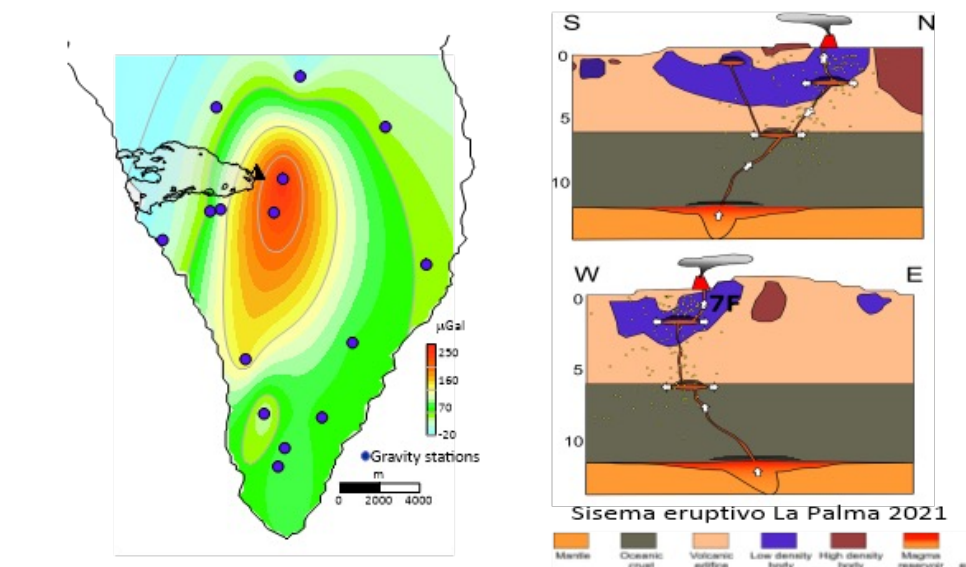 μGal
250
160
70
-20
Gravity stations
m
0 2000 4000
S N
0
5
10
W E
7F
0
5
10
Sisema eruptivo La Palma 2021
Mantle
Oceanic
crust
Volcanic
edifice
Low density
body
High density
body
Magma
reservoir